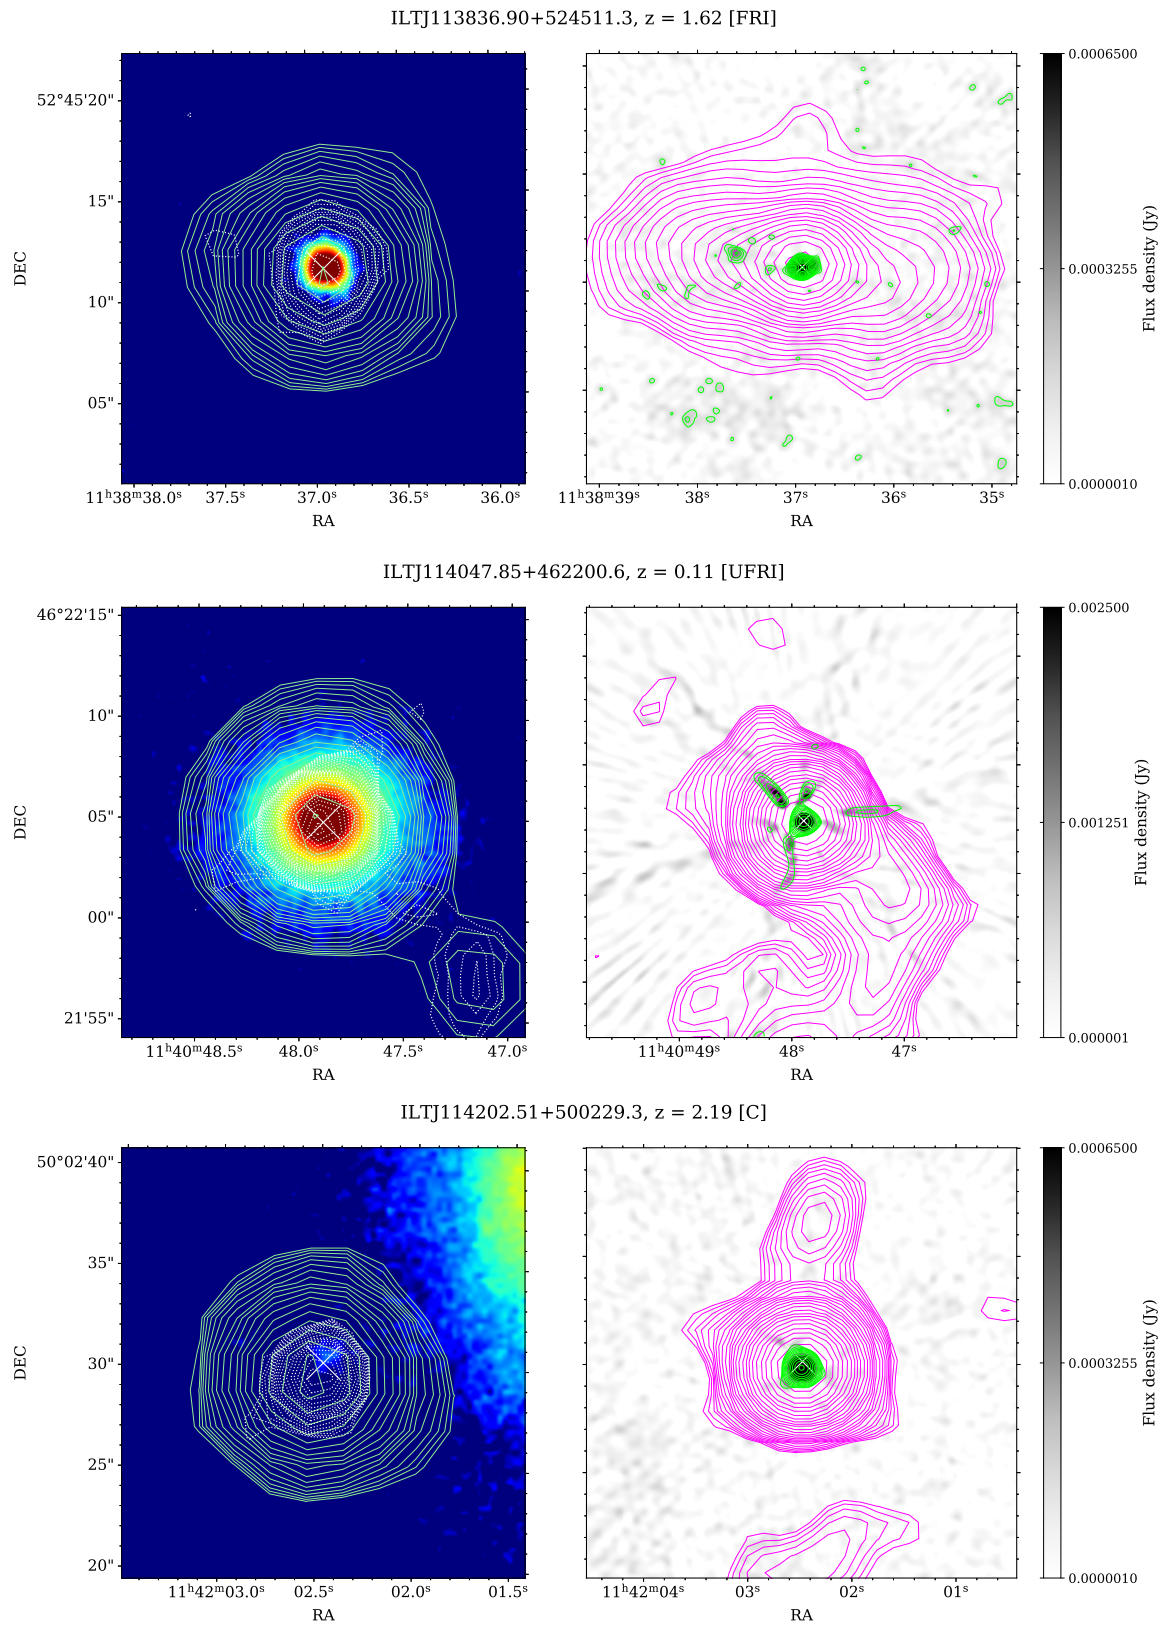 ILTJ113836.90+524511.3, z = 1.62 [FRI]
52°45'20"
15"
10"
05"
DEC
11ʰ38ᵐ38.0ˢ 37.5ˢ 37.0ˢ 36.5ˢ 36.0ˢ
RA
11ʰ38ᵐ39ˢ 38ˢ 37ˢ 36ˢ 35ˢ
RA
0.0006500
0.0003255
0.0000010
Flux density (Jy)
ILTJ114047.85+462200.6, z = 0.11 [UFRI]
46°22'15"
10"
05"
00"
21'55"
DEC
11ʰ40ᵐ48.5ˢ 48.0ˢ 47.5ˢ 47.0ˢ
RA
11ʰ40ᵐ49ˢ 48ˢ 47ˢ
RA
0.002500
0.001251
0.000001
Flux density (Jy)
ILTJ114202.51+500229.3, z = 2.19 [C]
50°02'40"
35"
30"
25"
20"
DEC
11ʰ42ᵐ03.0ˢ 02.5ˢ 02.0ˢ 01.5ˢ
RA
11ʰ42ᵐ04ˢ 03ˢ 02ˢ 01ˢ
RA
0.0006500
0.0003255
0.0000010
Flux density (Jy)